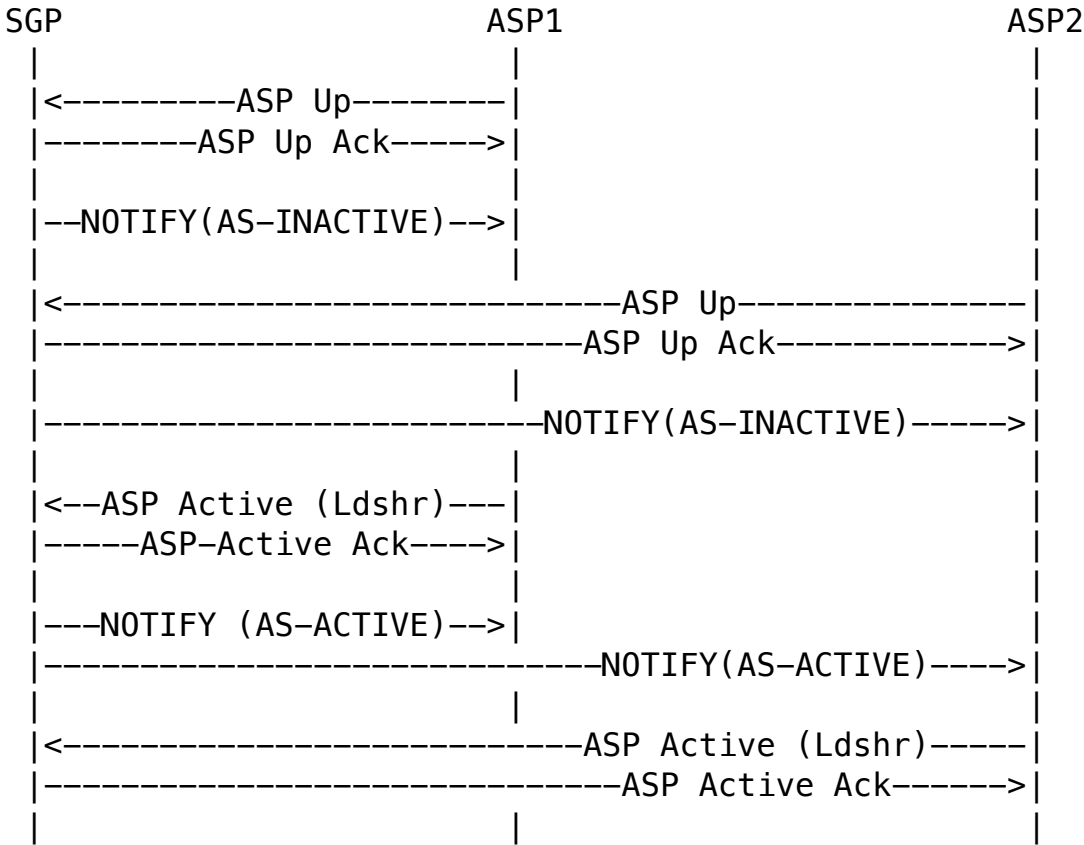 SGP                     ASP1                      ASP2
 |                       |                         |
 |<---------ASP Up--------|                         |
 |--------ASP Up Ack----->|                         |
 |                       |                         |
 |--NOTIFY(AS-INACTIVE)-->|                         |
 |                       |                         |
 |<-----------------------------ASP Up---------------|
 |----------------------------ASP Up Ack------------>|
 |                       |                         |
 |--------------------------NOTIFY(AS-INACTIVE)----->|
 |                       |                         |
 |<--ASP Active (Ldshr)---|                         |
 |-----ASP-Active Ack---->|                         |
 |                       |                         |
 |---NOTIFY (AS-ACTIVE)-->|                         |
 |-----------------------------NOTIFY(AS-ACTIVE)---->|
 |                       |                         |
 |<---------------------------ASP Active (Ldshr)-----|
 |------------------------------ASP Active Ack------>|
 |                       |                         |